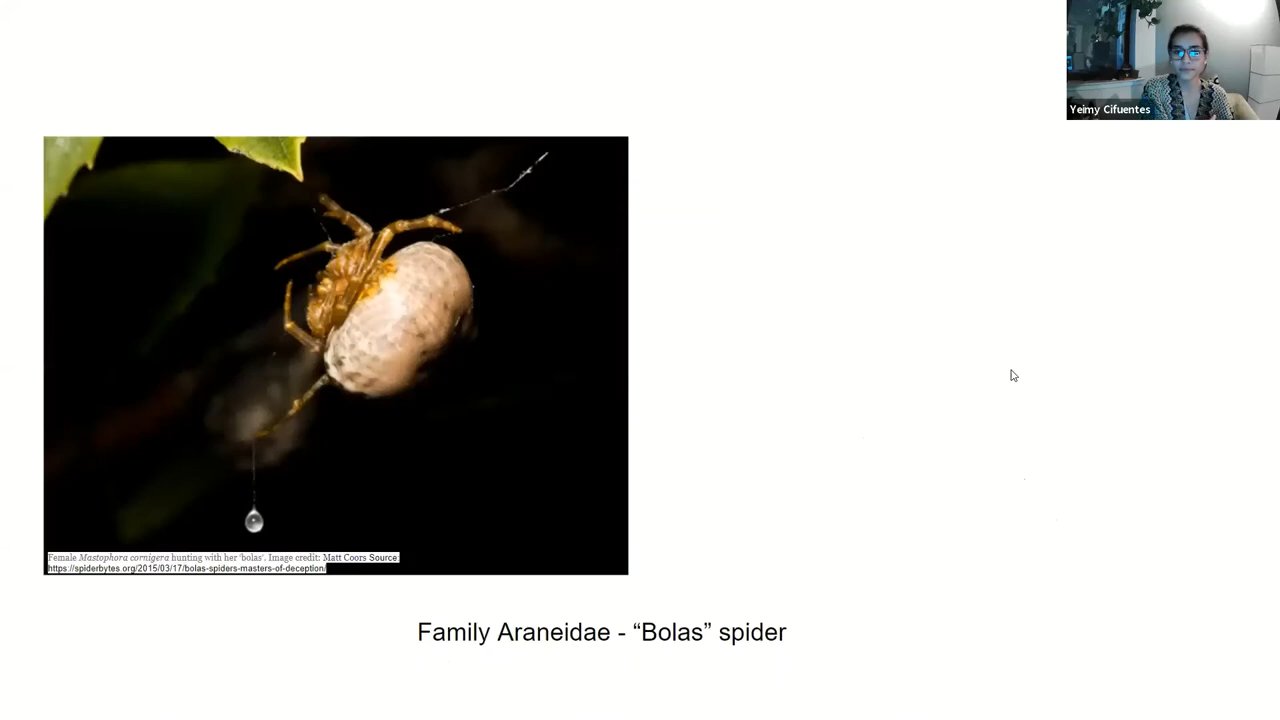 Yeimy Cifuentes
Female Mastophora cornigera hunting with her 'bolas'. Image credit: Matt Coors Source:
https://spiderbytes.org/2015/03/17/bolas-spiders-masters-of-deception/
Family Araneidae - “Bolas” spider